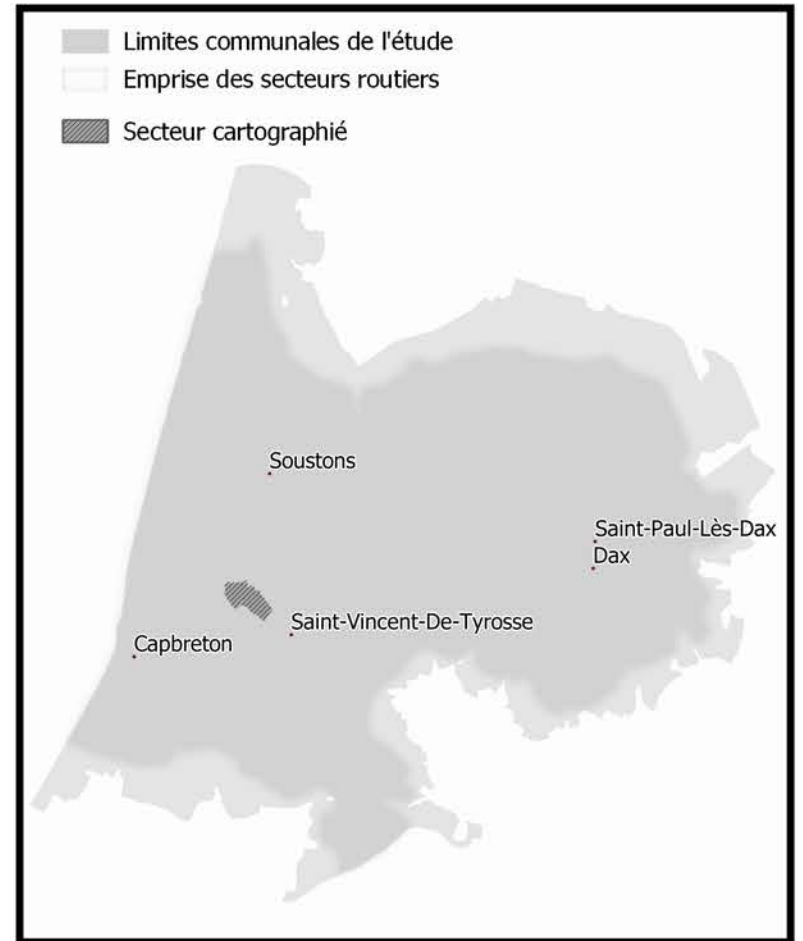 Limites communales de l'étude
Emprise des secteurs routiers
Secteur cartographié
Soustons
Saint-Paul-Lès-Dax
Dax
Saint-Vincent-De-Tyrosse
Capbreton